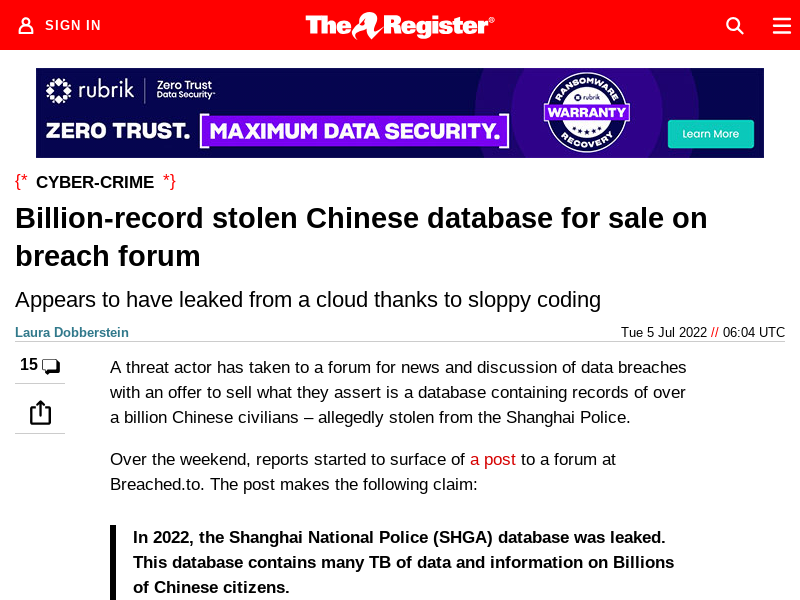 SIGN IN
The Register®
rubrik
Zero Trust
Data Security™
ZERO TRUST. [MAXIMUM DATA SECURITY.]
RANSOMWARE
rubrik
WARRANTY
RECOVERY
Learn More
{* CYBER-CRIME *}
Billion-record stolen Chinese database for sale on
breach forum
Appears to have leaked from a cloud thanks to sloppy coding
Laura Dobberstein
Tue 5 Jul 2022 // 06:04 UTC
15
A threat actor has taken to a forum for news and discussion of data breaches
with an offer to sell what they assert is a database containing records of over
a billion Chinese civilians – allegedly stolen from the Shanghai Police.
Over the weekend, reports started to surface of a post to a forum at
Breached.to. The post makes the following claim:
In 2022, the Shanghai National Police (SHGA) database was leaked.
This database contains many TB of data and information on Billions
of Chinese citizens.